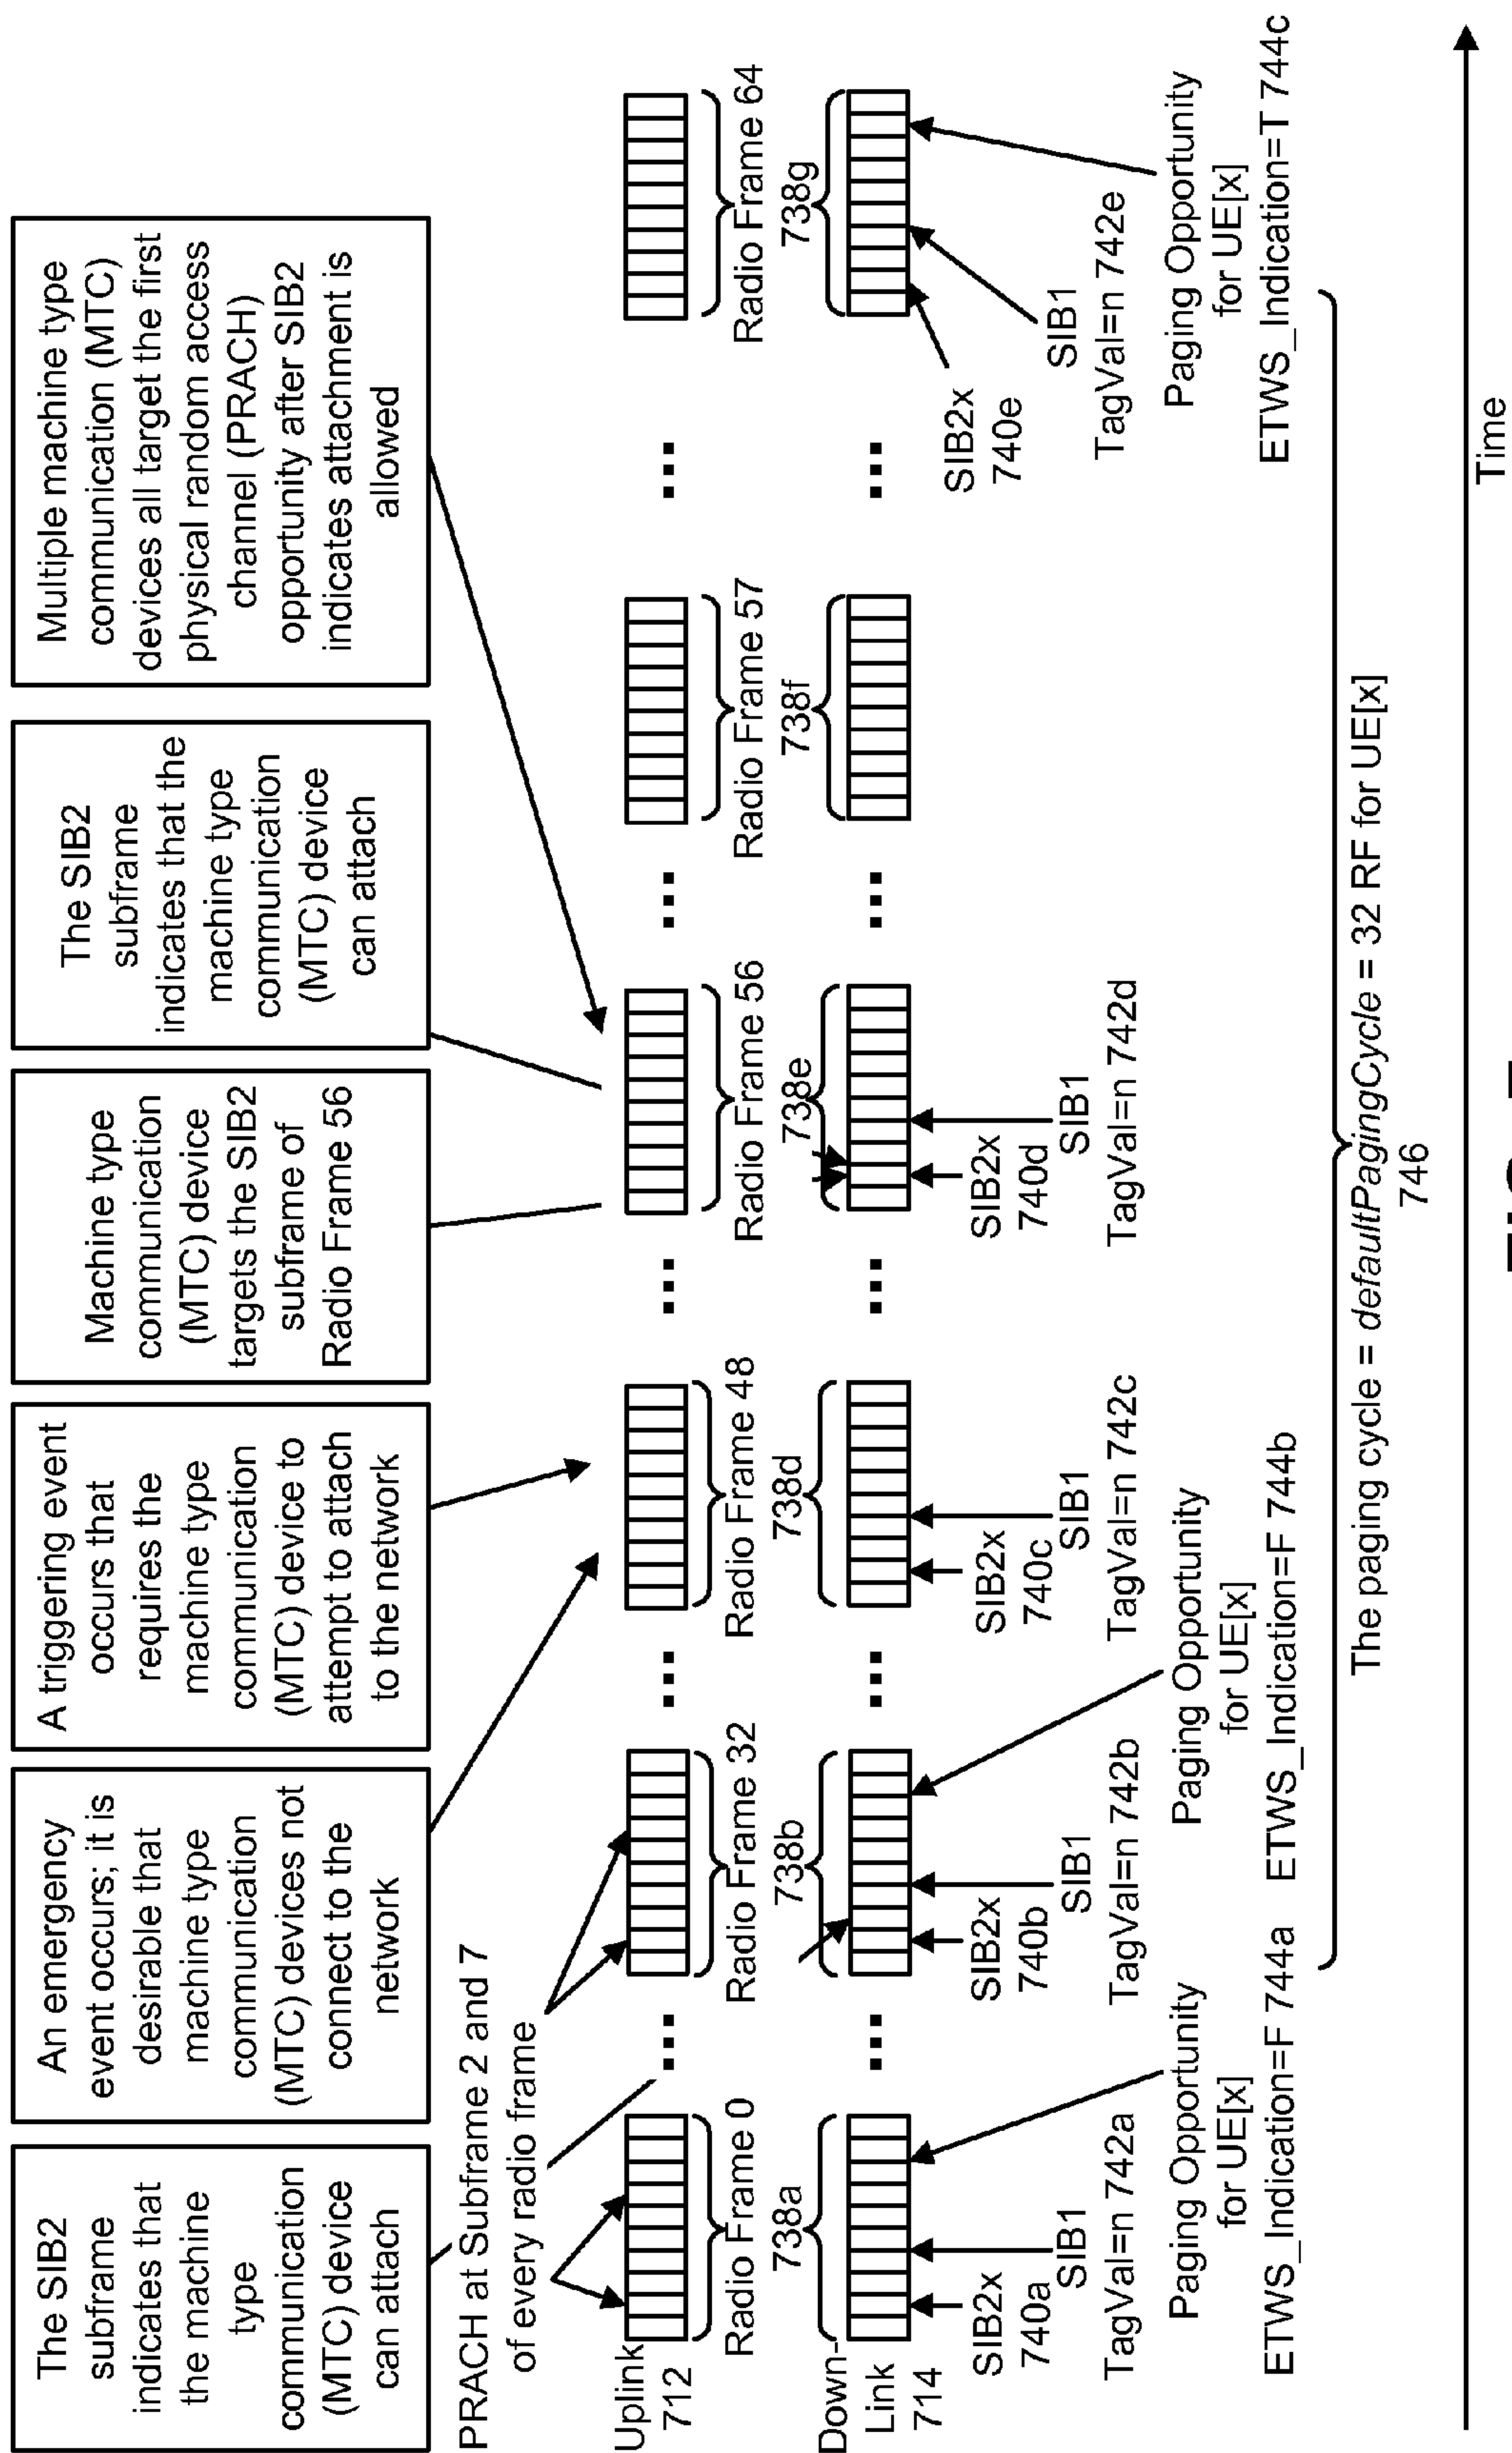 The SIB2
subframe
indicates that
the machine
type
communication
(MTC) device
can attach
An emergency
event occurs; it is
desirable that
machine type
communication
(MTC) devices not
connect to the
network
A triggering event
occurs that
requires the
machine type
communication
(MTC) device to
attempt to attach
to the network
Machine type
communication
(MTC) device
targets the SIB2
subframe of
Radio Frame 56
The SIB2
subframe
indicates that the
machine type
communication
(MTC) device
can attach
Multiple machine type
communication (MTC)
devices all target the first
physical random access
channel (PRACH)
opportunity after SIB2
indicates attachment is
allowed
PRACH at Subframe 2 and 7
of every radio frame
Uplink
712
Radio Frame 0
738a
Radio Frame 32
738b
Radio Frame 48
738d
Radio Frame 56
738e
Radio Frame 57
738f
Radio Frame 64
738g
Down-
Link
714
SIB2x
740a
SIB1
TagVal=n 742a
Paging Opportunity
for UE[x]
ETWS_Indication=F 744a
SIB2x
740b
SIB1
TagVal=n 742b
Paging Opportunity
for UE[x]
ETWS_Indication=F 744b
SIB2x
740c
SIB1
TagVal=n 742c
SIB2x
740d
SIB1
TagVal=n 742d
SIB2x
740e
SIB1
TagVal=n 742e
Paging Opportunity
for UE[x]
ETWS_Indication=T 744c
The paging cycle = defaultPagingCycle = 32 RF for UE[x]
746
Time